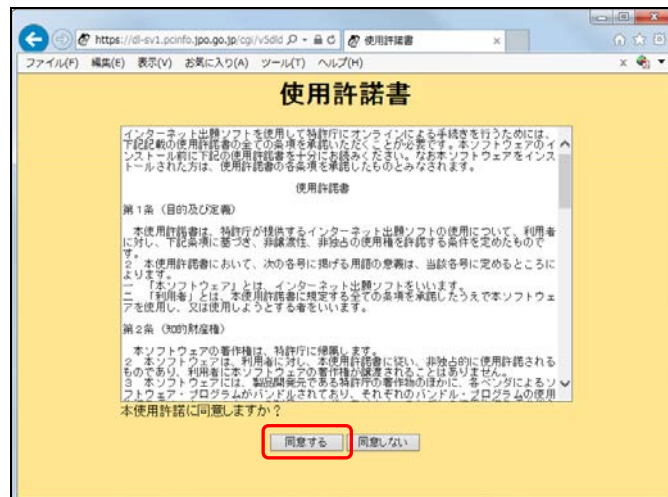 https://dl-sv1.pcinfo.jpo.go.jp/cgi/v5dld
使用許諾書
ファイル(F) 編集(E) 表示(V) お気に入り(A) ツール(T) ヘルプ(H)
使用許諾書
インターネット出願ソフトを使用して特許庁にオンラインによる手続きを行うためには、
下記記載の使用許諾書の全ての条項を承諾いただくことが必要です。本ソフトウェアのイ
ンストール前に下記の使用許諾書を十分にお読みください。なお本ソフトウェアをインス
トールされた方は、使用許諾書の各条項を承諾したものとみなされます。
使用許諾書
第1条（目的及び定義）
本使用許諾書は、特許庁が提供するインターネット出願ソフトの使用について、利用者
に対し、下記条項に基づき、非譲渡性、非独占の使用権を許諾する条件を定めたもので
す。
2 本使用許諾書において、次の各号に掲げる用語の意義は、当該各号に定めるところに
よります。
一 「本ソフトウェア」とは、インターネット出願ソフトをいいます。
二 「利用者」とは、本使用許諾書に規定する全ての条項を承諾したうえで本ソフトウェ
アを使用し、又は使用しようとする者をいいます。
第2条（知的財産権）
本ソフトウェアの著作権は、特許庁に帰属します。
2 本ソフトウェアは、利用者に対し、本使用許諾書に従い、非独占的に使用許諾される
ものであり、利用者に本ソフトウェアの著作権が譲渡されることはありません。
3 本ソフトウェアには、製品開発元である特許庁の著作物のほかに、各ベンダによるソ
フトウェア・プログラムがバンドルされており、それぞれのバンドル・プログラムの使用
本使用許諾に同意しますか？
同意する 同意しない